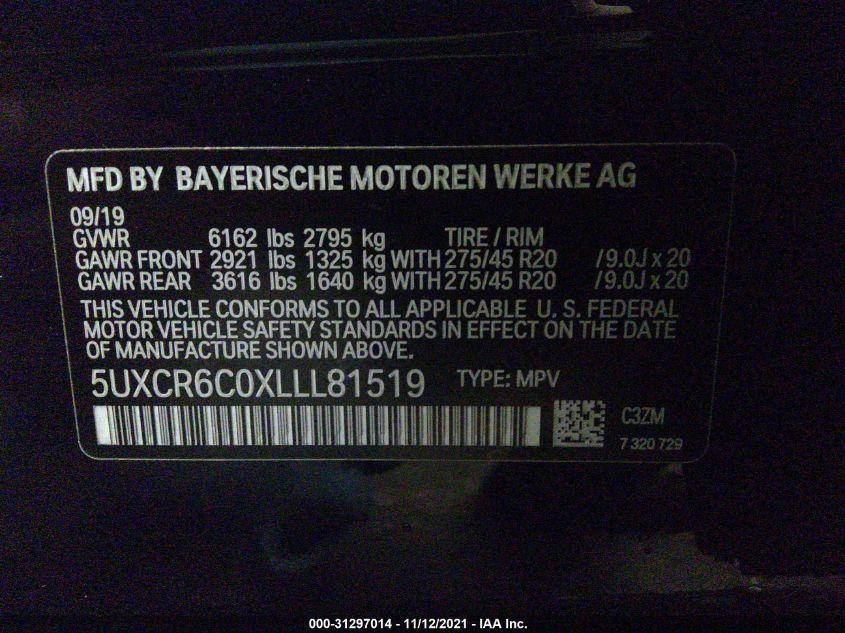 MFD BY BAYERISCHE MOTOREN WERKE AG
09/19
GVWR 6162 lbs 2795 kg TIRE / RIM
GAWR FRONT 2921 lbs 1325 kg WITH 275/45 R20 /9.0J x 20
GAWR REAR 3616 lbs 1640 kg WITH 275/45 R20 /9.0J x 20
THIS VEHICLE CONFORMS TO ALL APPLICABLE U. S. FEDERAL
MOTOR VEHICLE SAFETY STANDARDS IN EFFECT ON THE DATE
OF MANUFACTURE SHOWN ABOVE.
5UXCR6C0XLLL81519 TYPE: MPV
C3ZM
7 320 729
000-31297014 - 11/12/2021 - IAA Inc.